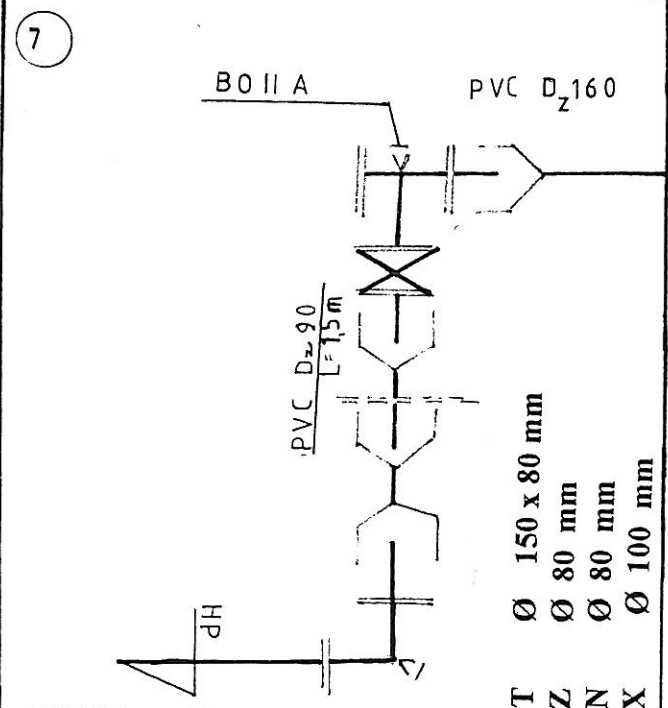 7
BO II A
PVC Dz160
PVC Dz 90
L=1,5m
HP
T Ø 150 x 80 mm
Z Ø 80 mm
N Ø 80 mm
X Ø 100 mm